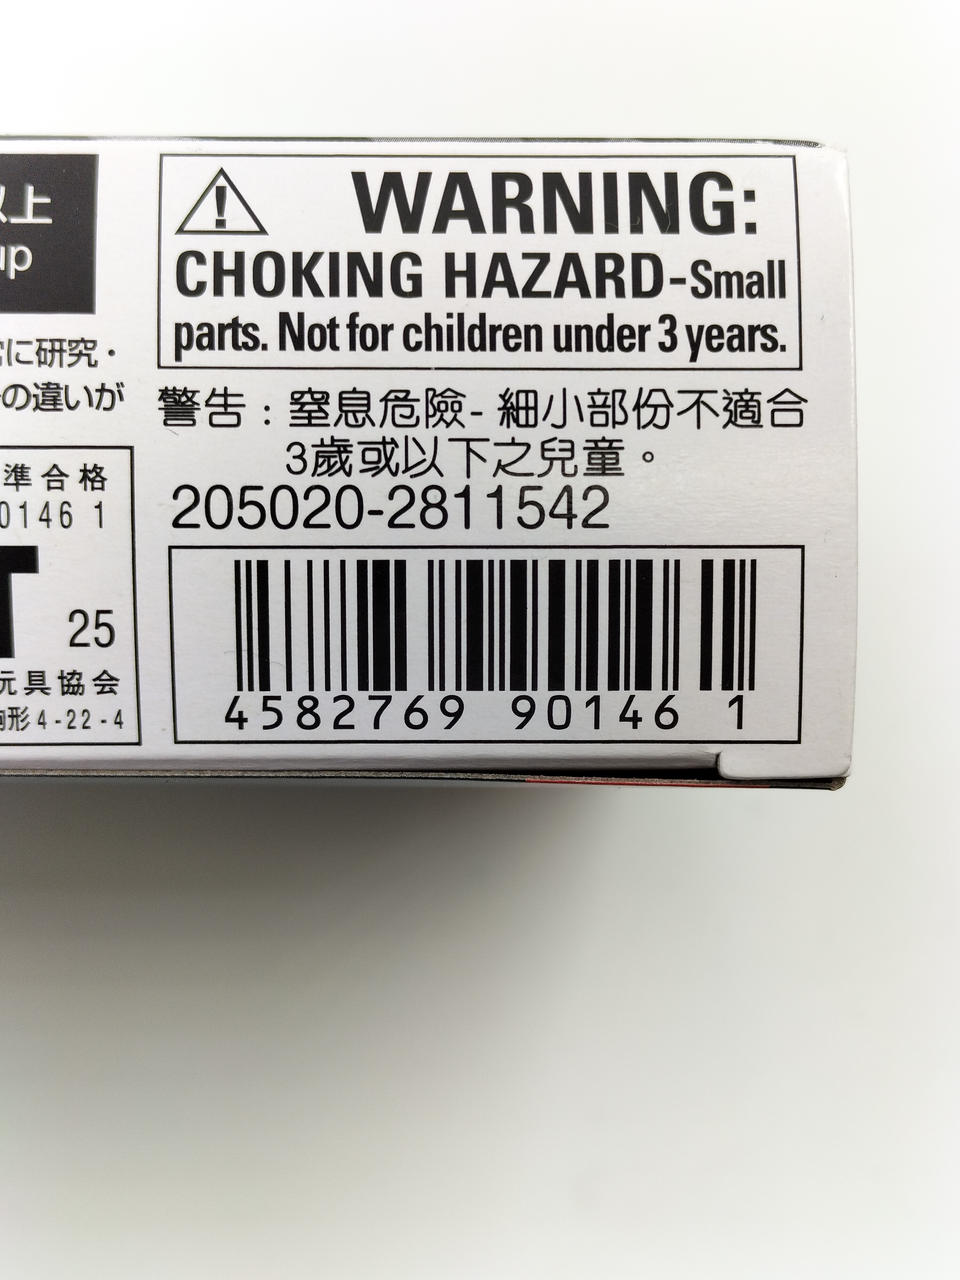 以上
up
に研究・
の違いが
準合格
0146 1
T
25
玩具協会
駒形4-22-4
WARNING:
CHOKING HAZARD-Small
parts. Not for children under 3 years.
警告：窒息危險- 細小部份不適合
3歲或以下之兒童。
205020-2811542
4582769 90146 1